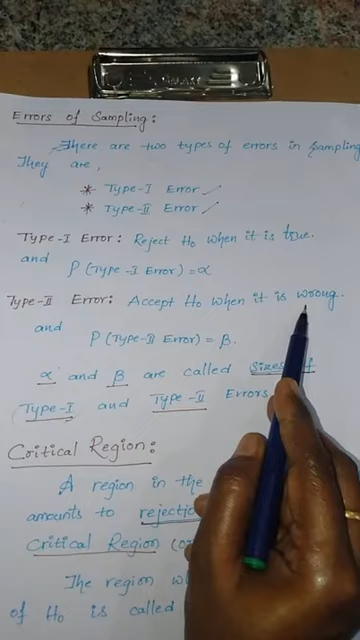 Errors of Sampling:
There are two types of errors in sampling
They are,
* Type-I Error ✓
* Type-II Error ✓
Type-I Error: Reject H₀ when it is true.
and
P(Type-I Error) = α
Type-II Error: Accept H₀ when it is wrong.
and
P(Type-II Error) = β.
α and β are called sizes of
Type-I and Type-II Errors
Critical Region:
A region in the
amounts to
Critical Region
The region
of H₀ is called